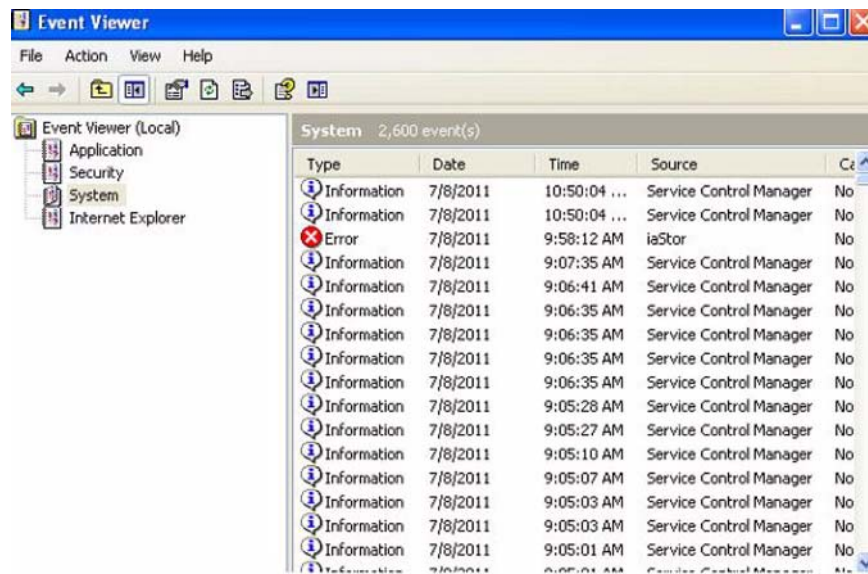 Event Viewer
File Action View Help
Event Viewer (Local)
Application
Security
System
Internet Explorer
System 2,600 event(s)
Type Date Time Source
Information 7/8/2011 10:50:04 ... Service Control Manager No
Information 7/8/2011 10:50:04 ... Service Control Manager No
Error 7/8/2011 9:58:12 AM iaStor No
Information 7/8/2011 9:07:35 AM Service Control Manager No
Information 7/8/2011 9:06:41 AM Service Control Manager No
Information 7/8/2011 9:06:35 AM Service Control Manager No
Information 7/8/2011 9:06:35 AM Service Control Manager No
Information 7/8/2011 9:06:35 AM Service Control Manager No
Information 7/8/2011 9:06:35 AM Service Control Manager No
Information 7/8/2011 9:05:28 AM Service Control Manager No
Information 7/8/2011 9:05:27 AM Service Control Manager No
Information 7/8/2011 9:05:10 AM Service Control Manager No
Information 7/8/2011 9:05:07 AM Service Control Manager No
Information 7/8/2011 9:05:03 AM Service Control Manager No
Information 7/8/2011 9:05:03 AM Service Control Manager No
Information 7/8/2011 9:05:01 AM Service Control Manager No